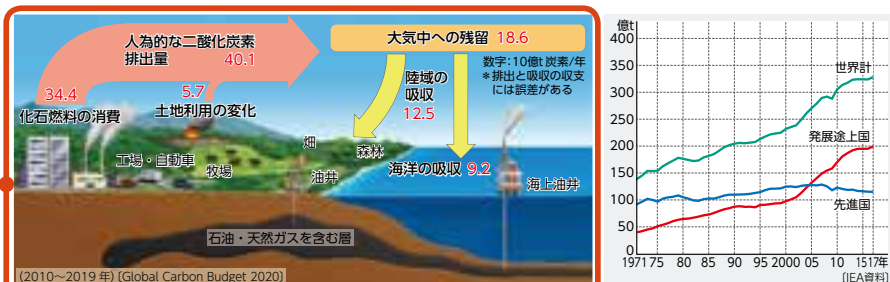 人為的な二酸化炭素
排出量 40.1
大気中への残留 18.6
数字:10億t炭素/年
*排出と吸収の収支
には誤差がある
陸域の
吸収
12.5
34.4
化石燃料の消費
5.7
土地利用の変化
工場・自動車
牧場
畑
森林
油井
海洋の吸収 9.2
海上油井
石油・天然ガスを含む層
(2010~2019年)〔Global Carbon Budget 2020〕
億t
400
350
300
250
200
150
100
50
0
世界計
発展途上国
先進国
1971 75 80 85 90 95 2000 05 10 15 17年
〔IEA資料〕